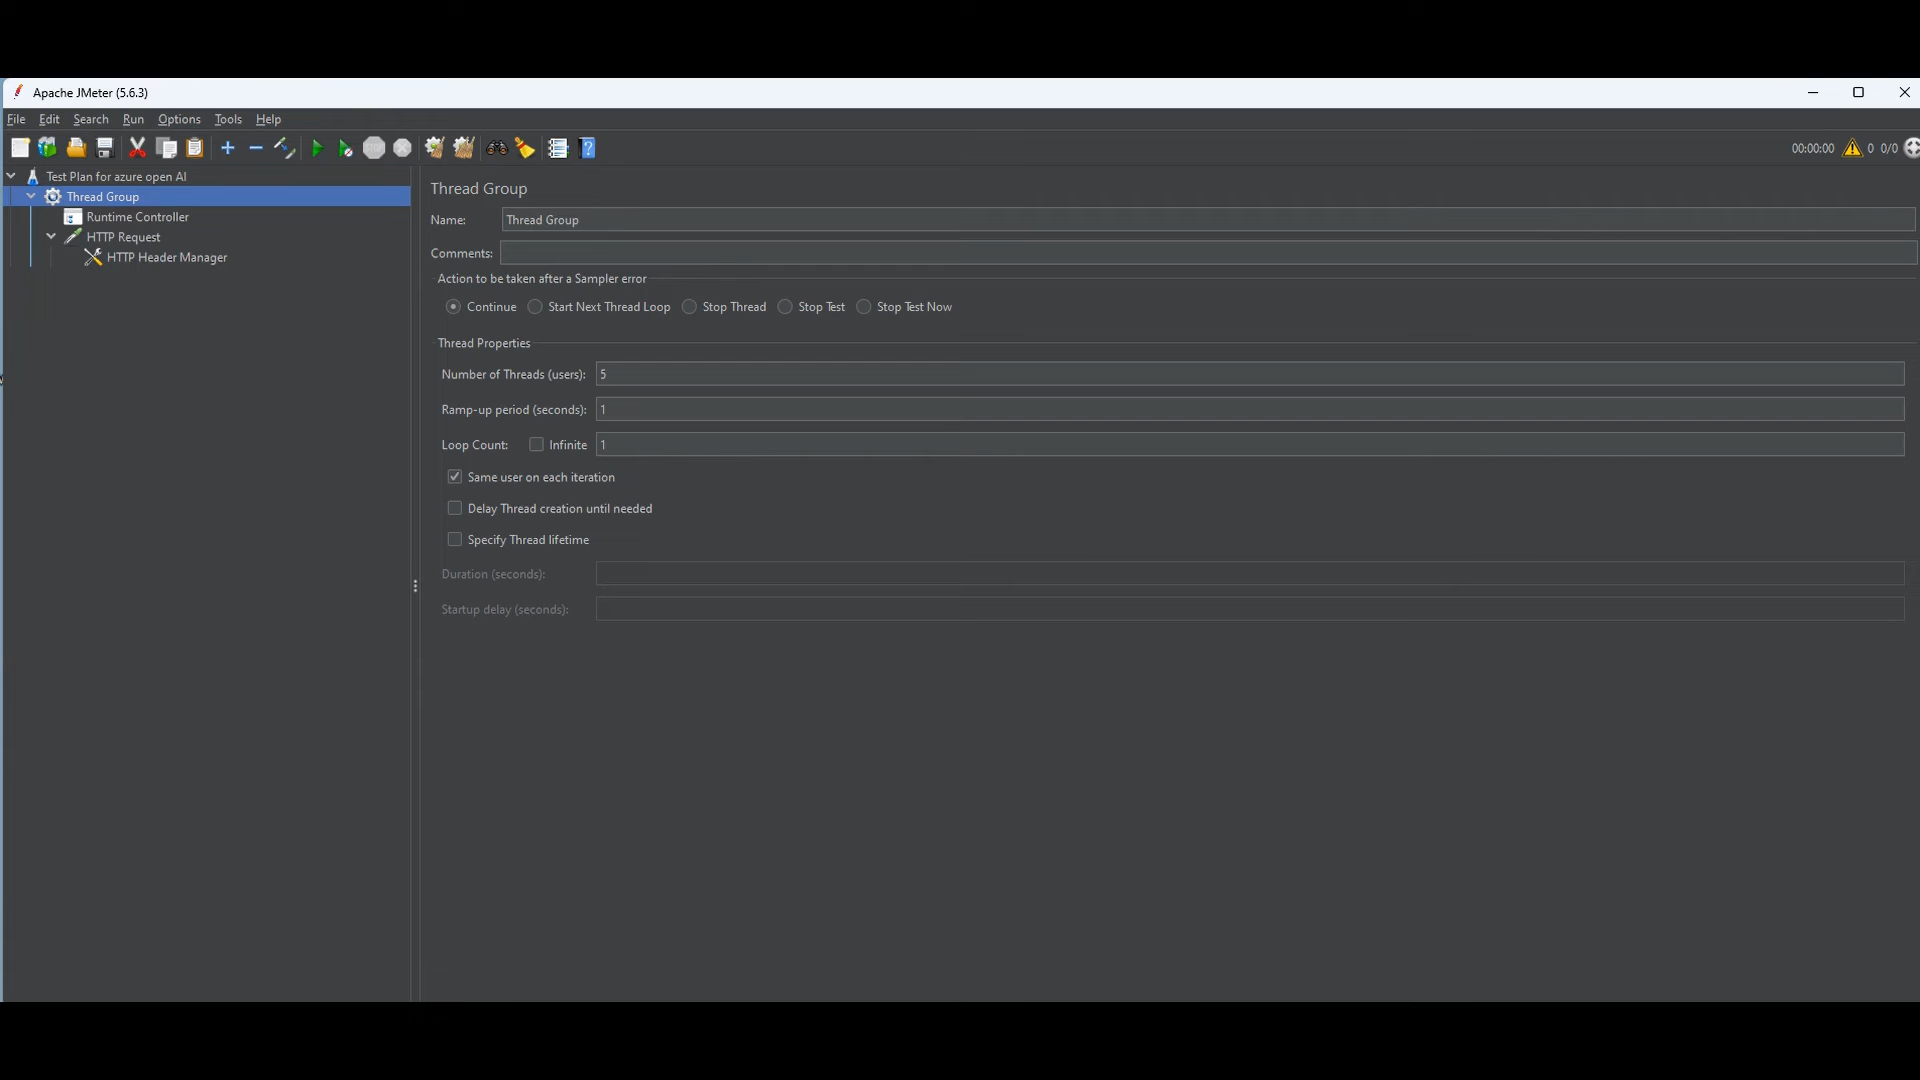 Apache JMeter (5.6.3)
File Edit Search Run Options Tools Help
00:00:00 0 0/0
Test Plan for azure open AI
Thread Group
Runtime Controller
HTTP Request
HTTP Header Manager
Thread Group
Name: Thread Group
Comments:
Action to be taken after a Sampler error
Continue Start Next Thread Loop Stop Thread Stop Test Stop Test Now
Thread Properties
Number of Threads (users): 5
Ramp-up period (seconds): 1
Loop Count: Infinite 1
Same user on each iteration
Delay Thread creation until needed
Specify Thread lifetime
Duration (seconds):
Startup delay (seconds):